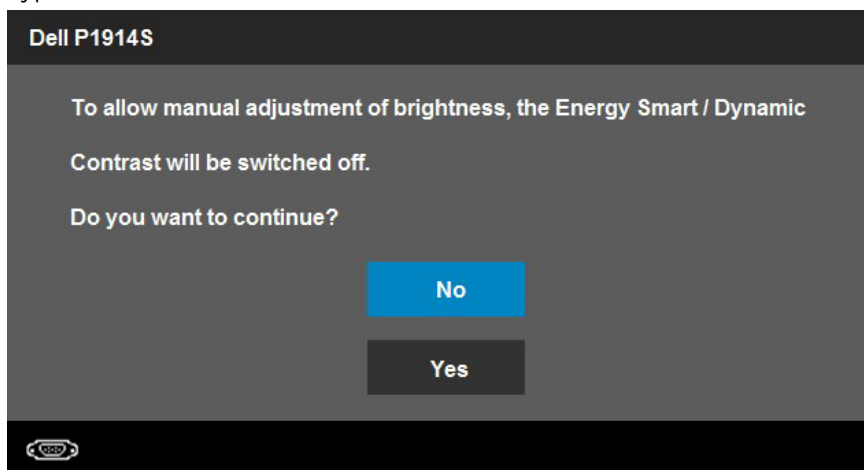 Dell P1914S
To allow manual adjustment of brightness, the Energy Smart / Dynamic
Contrast will be switched off.
Do you want to continue?
No
Yes